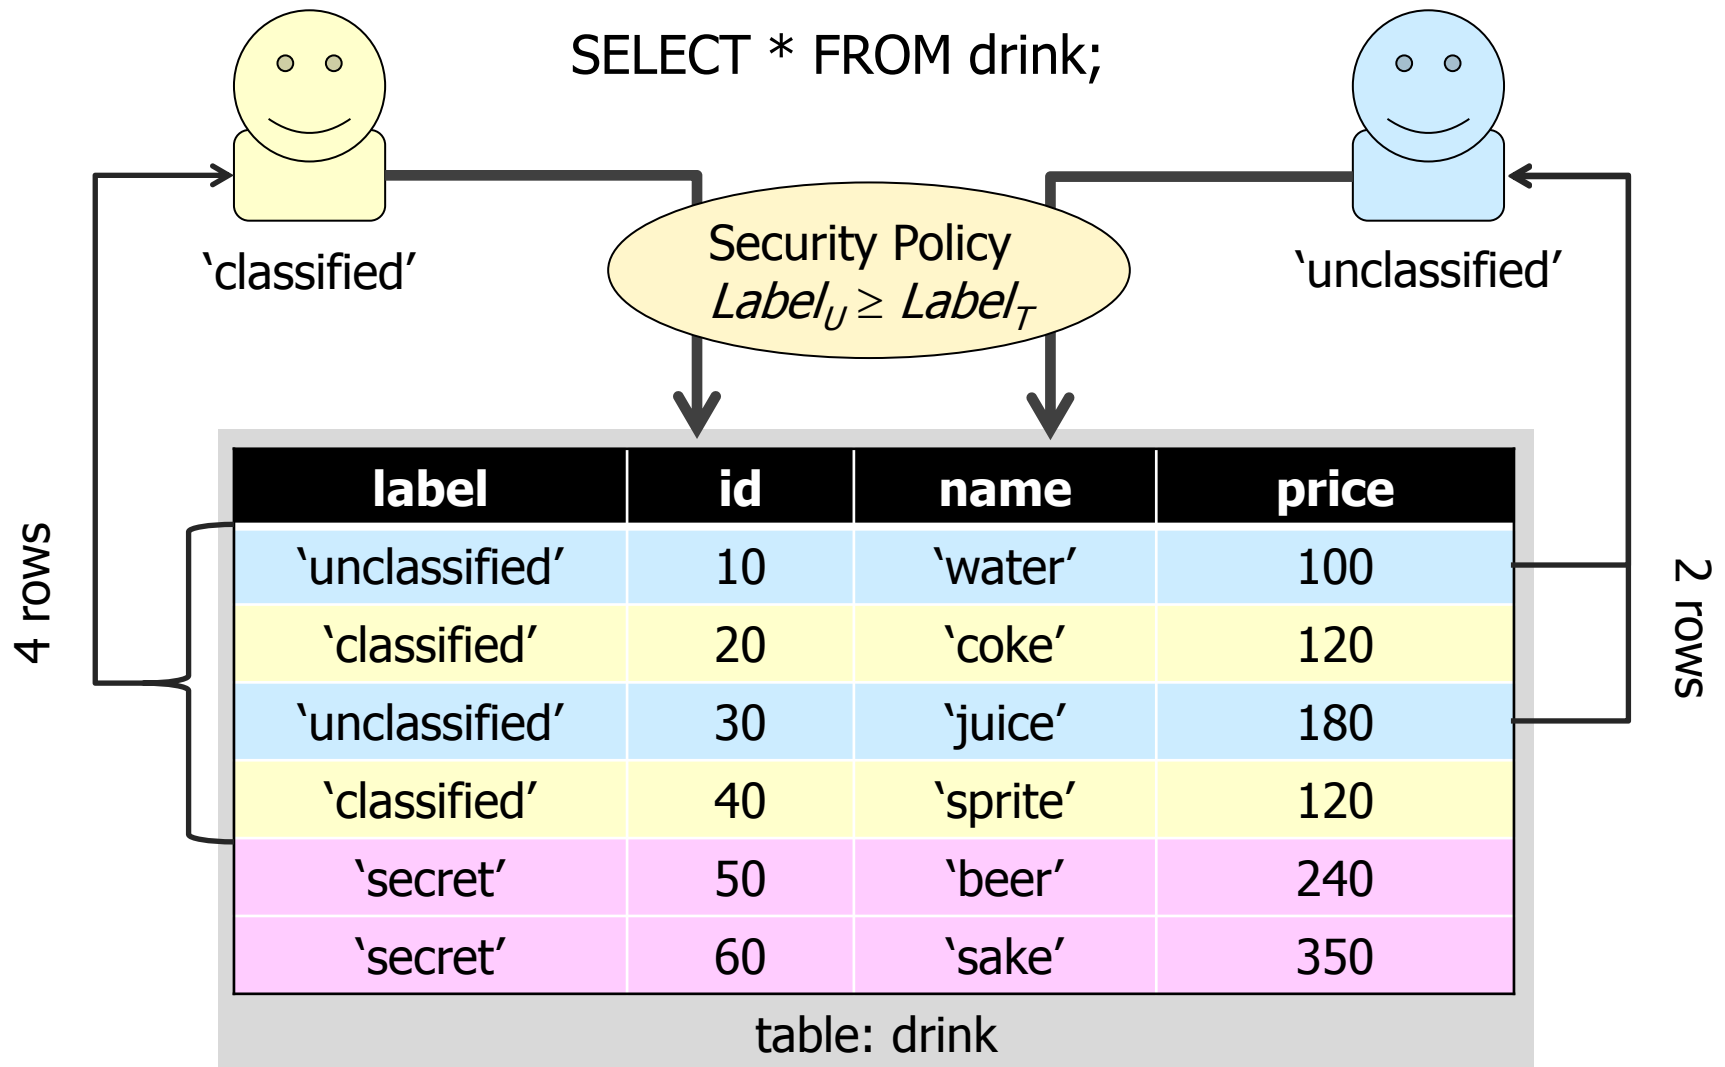 SELECT * FROM drink;
‘classified’
Security Policy
Label_U ≥ Label_T
‘unclassified’
4 rows
2 rows
label id name price
‘unclassified’ 10 ‘water’ 100
‘classified’ 20 ‘coke’ 120
‘unclassified’ 30 ‘juice’ 180
‘classified’ 40 ‘sprite’ 120
‘secret’ 50 ‘beer’ 240
‘secret’ 60 ‘sake’ 350
table: drink